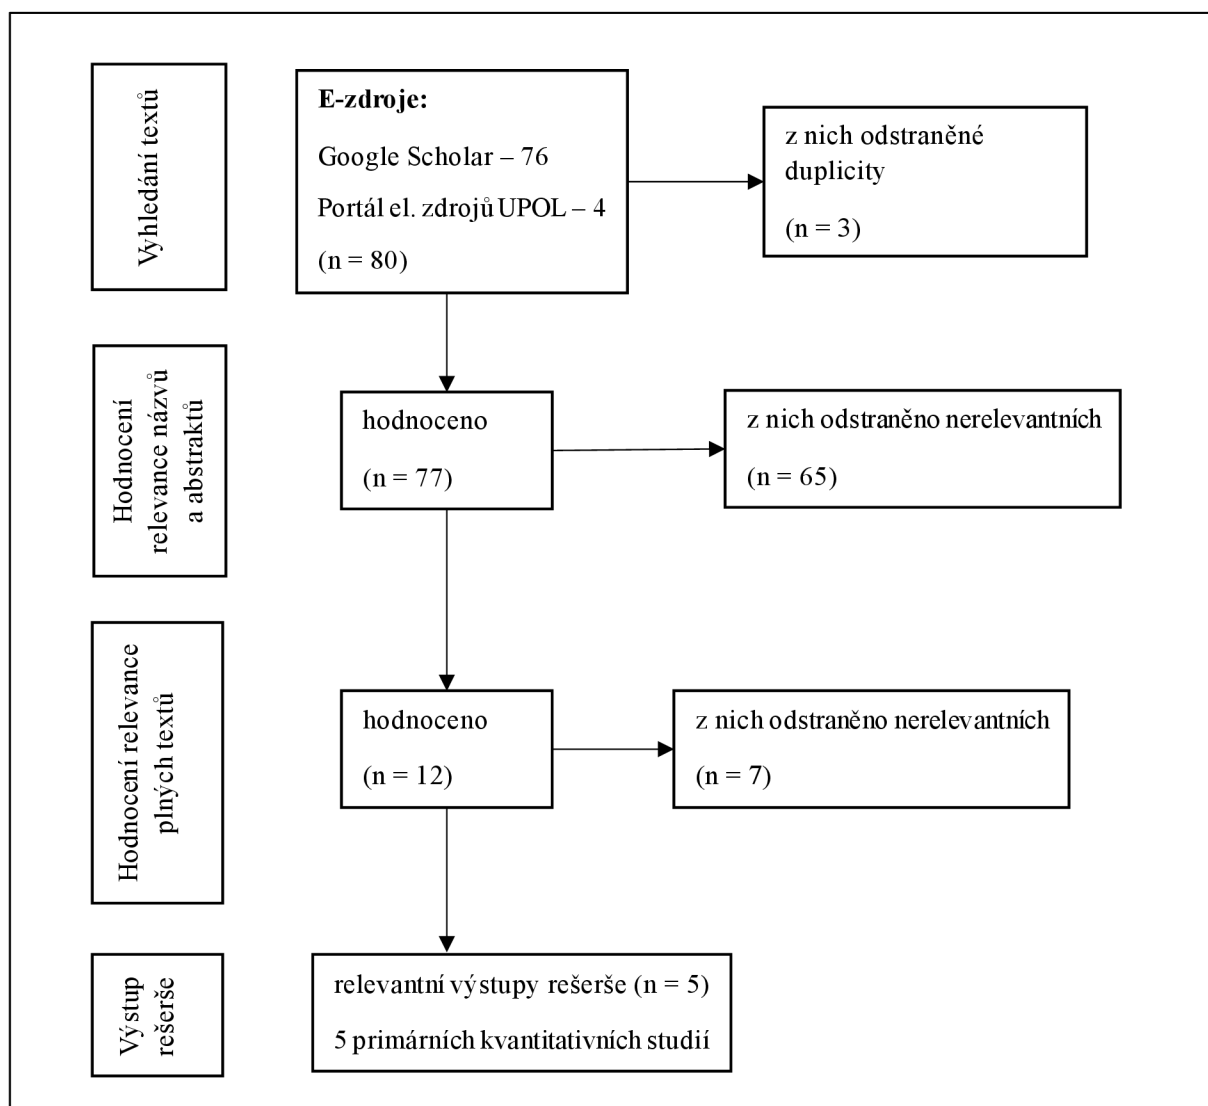 Vyhledání textů
E-zdroje:
Google Scholar – 76
Portál el. zdrojů UPOL – 4
(n = 80)
z nich odstraněné
duplicity
(n = 3)
Hodnocení
relevance názvů
a abstraktů
hodnoceno
(n = 77)
z nich odstraněno nerelevantních
(n = 65)
Hodnocení relevance
plných textů
hodnoceno
(n = 12)
z nich odstraněno nerelevantních
(n = 7)
Výstup
rešerše
relevantní výstupy rešerše (n = 5)
5 primárních kvantitativních studií